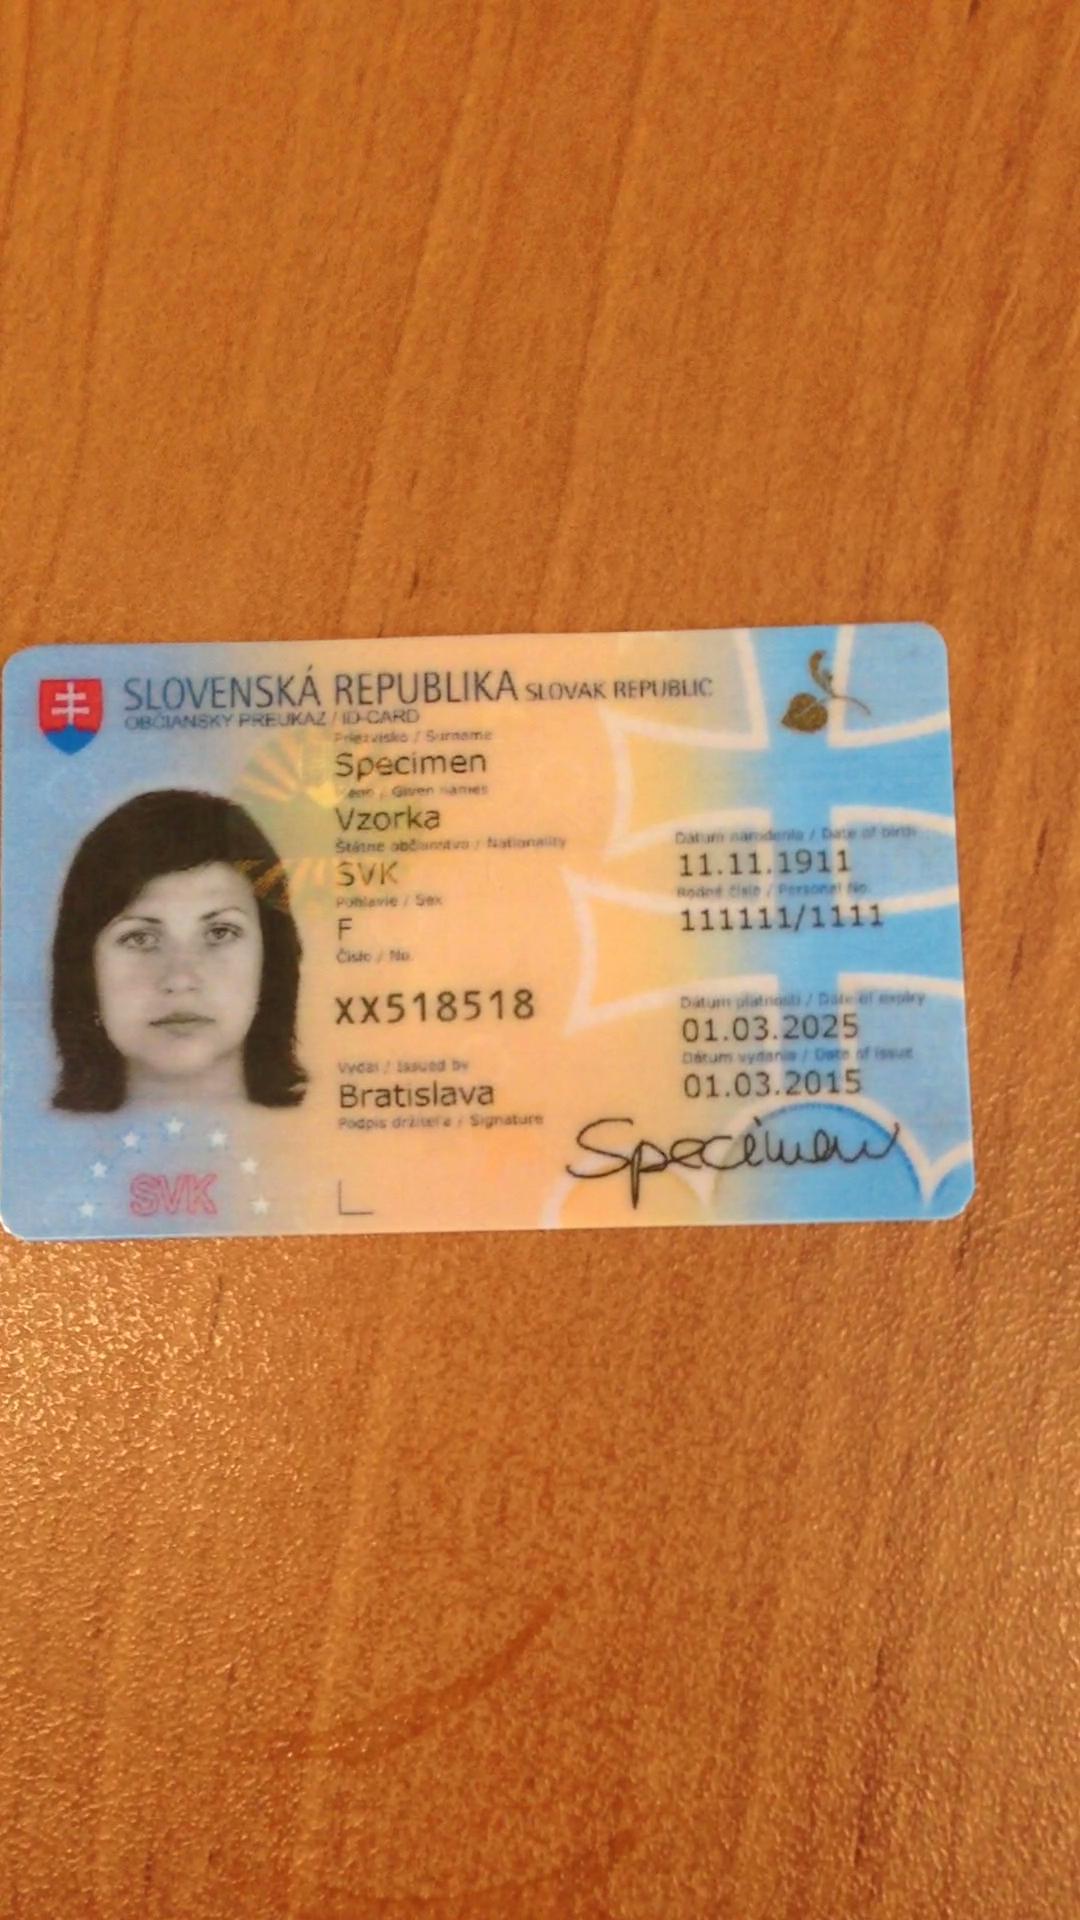 SLOVENSKÁ REPUBLIKA SLOVAK REPUBLIC
OBČIANSKY PREUKAZ / ID-CARD
Priezvisko / Surname
Specimen
Meno / Given names
Vzorka
Štátne občianstvo / Nationality
SVK
Pohlavie / Sex
F
Číslo / No.
XX518518
Vydal / Issued by
Bratislava
Podpis držiteľa / Signature
Dátum narodenia / Date of birth
11.11.1911
Rodné číslo / Personal No.
111111/1111
Dátum platnosti / Date of expiry
01.03.2025
Dátum vydania / Date of issue
01.03.2015
Specimen
SVK